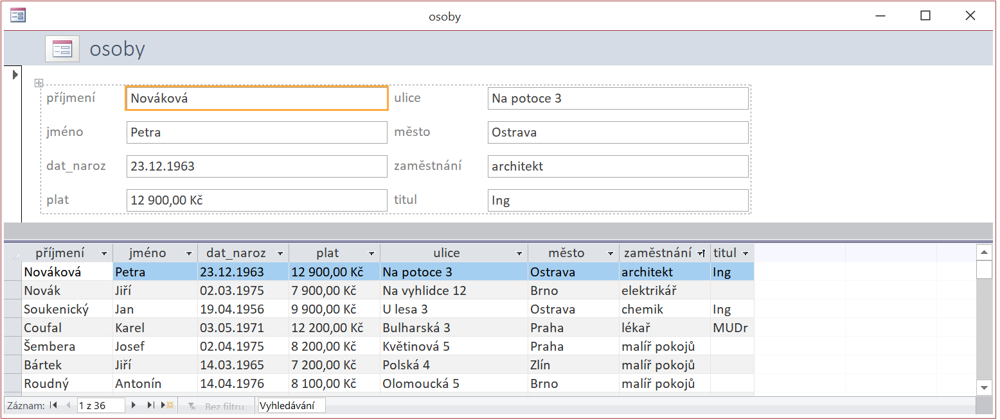 osoby
osoby
příjmení Nováková ulice Na potoce 3
jméno Petra město Ostrava
dat_naroz 23.12.1963 zaměstnání architekt
plat 12 900,00 Kč titul Ing
příjmení jméno dat_naroz plat ulice město zaměstnání titul
Nováková Petra 23.12.1963 12 900,00 Kč Na potoce 3 Ostrava architekt Ing
Novák Jiří 02.03.1975 7 900,00 Kč Na vyhlidce 12 Brno elektrikář
Soukenický Jan 19.04.1956 9 900,00 Kč U lesa 3 Ostrava chemik Ing
Coufal Karel 03.05.1971 12 200,00 Kč Bulharská 3 Praha lékař MUDr
Šembera Josef 02.04.1975 8 200,00 Kč Květinová 5 Praha malíř pokojů
Bártek Jiří 14.03.1965 7 200,00 Kč Polská 4 Zlín malíř pokojů
Roudný Antonín 14.04.1976 8 100,00 Kč Olomoucká 5 Brno malíř pokojů
Záznam: 1 z 36 Bez filtru Vyhledávání